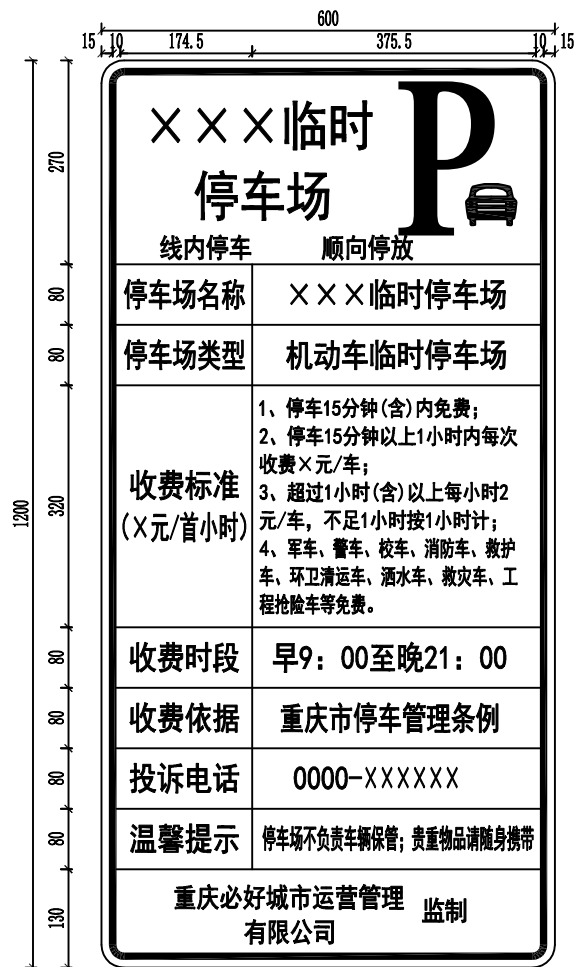 600
15 10 174.5 375.5 10 15
1200
270
80
80
320
80
80
80
80
130
×××临时
停车场
P
线内停车 顺向停放
停车场名称 ×××临时停车场
停车场类型 机动车临时停车场
收费标准
(×元/首小时)
1、停车15分钟(含)内免费;
2、停车15分钟以上1小时内每次
收费×元/车;
3、超过1小时(含)以上每小时2
元/车，不足1小时按1小时计;
4、军车、警车、校车、消防车、救护
车、环卫清运车、洒水车、救灾车、工
程抢险车等免费。
收费时段 早9：00至晚21：00
收费依据 重庆市停车管理条例
投诉电话 0000-××××××
温馨提示 停车场不负责车辆保管；贵重物品请随身携带
重庆必好城市运营管理
有限公司 监制